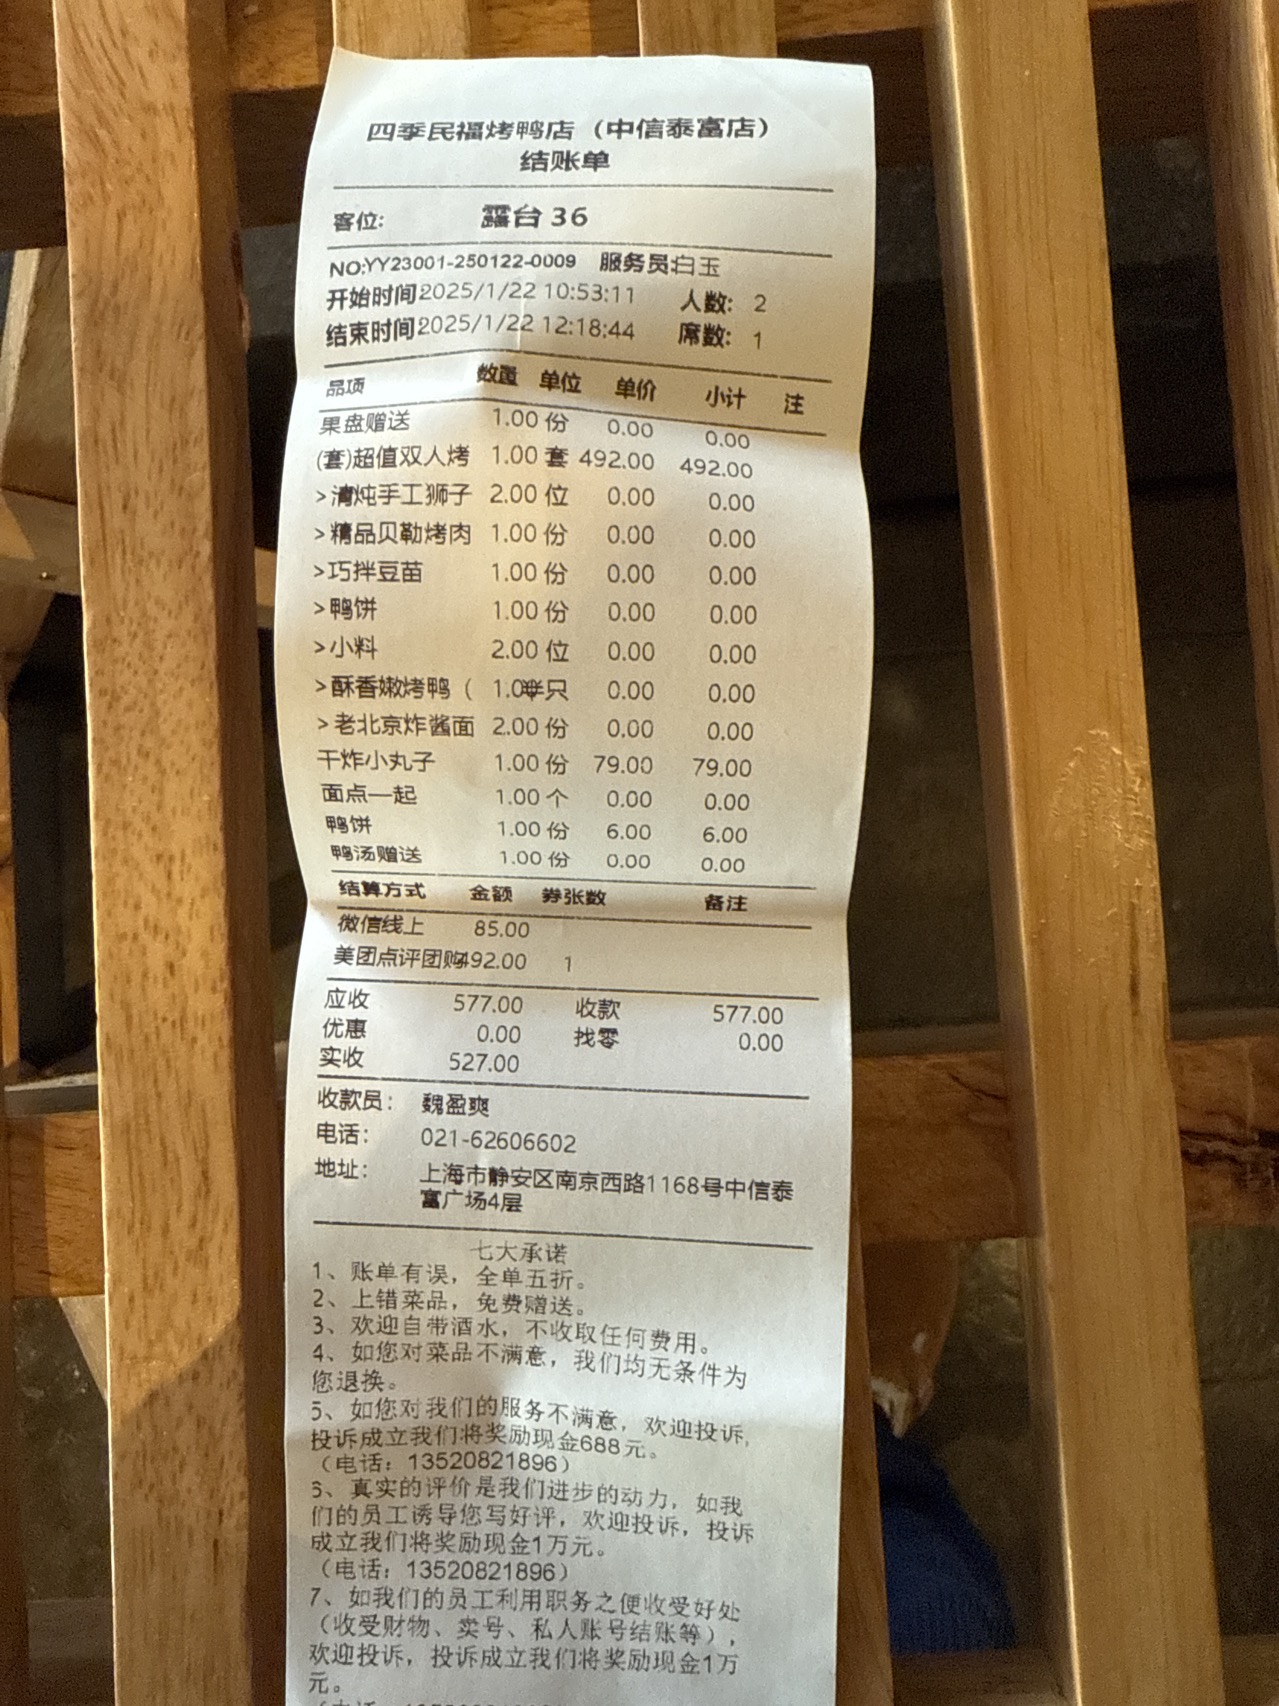 四季民福烤鸭店（中信泰富店）
结账单
客位: 露台 36
NO:YY23001-250122-0009 服务员:白玉
开始时间2025/1/22 10:53:11 人数: 2
结束时间2025/1/22 12:18:44 席数: 1
品项 数量 单位 单价 小计 注
果盘赠送 1.00 份 0.00 0.00
(套)超值双人烤 1.00 套 492.00 492.00
>清炖手工狮子 2.00 位 0.00 0.00
>精品贝勒烤肉 1.00 份 0.00 0.00
>巧拌豆苗 1.00 份 0.00 0.00
>鸭饼 1.00 份 0.00 0.00
>小料 2.00 位 0.00 0.00
>酥香嫩烤鸭（ 1.00半只 0.00 0.00
>老北京炸酱面 2.00 份 0.00 0.00
干炸小丸子 1.00 份 79.00 79.00
面点一起 1.00 个 0.00 0.00
鸭饼 1.00 份 6.00 6.00
鸭汤赠送 1.00 份 0.00 0.00
结算方式 金额 券张数 备注
微信线上 85.00
美团点评团购492.00 1
应收 577.00 收款 577.00
优惠 0.00 找零 0.00
实收 527.00
收款员: 魏盈爽
电话: 021-62606602
地址: 上海市静安区南京西路1168号中信泰
富广场4层
七大承诺
1、账单有误，全单五折。
2、上错菜品，免费赠送。
3、欢迎自带酒水，不收取任何费用。
4、如您对菜品不满意，我们均无条件为
您退换。
5、如您对我们的服务不满意，欢迎投诉，
投诉成立我们将奖励现金688元。
（电话：13520821896）
6、真实的评价是我们进步的动力，如我
们的员工诱导您写好评，欢迎投诉，投诉
成立我们将奖励现金1万元。
（电话：13520821896）
7、如我们的员工利用职务之便收受好处
（收受财物、卖号、私人账号结账等），
欢迎投诉，投诉成立我们将奖励现金1万
元。